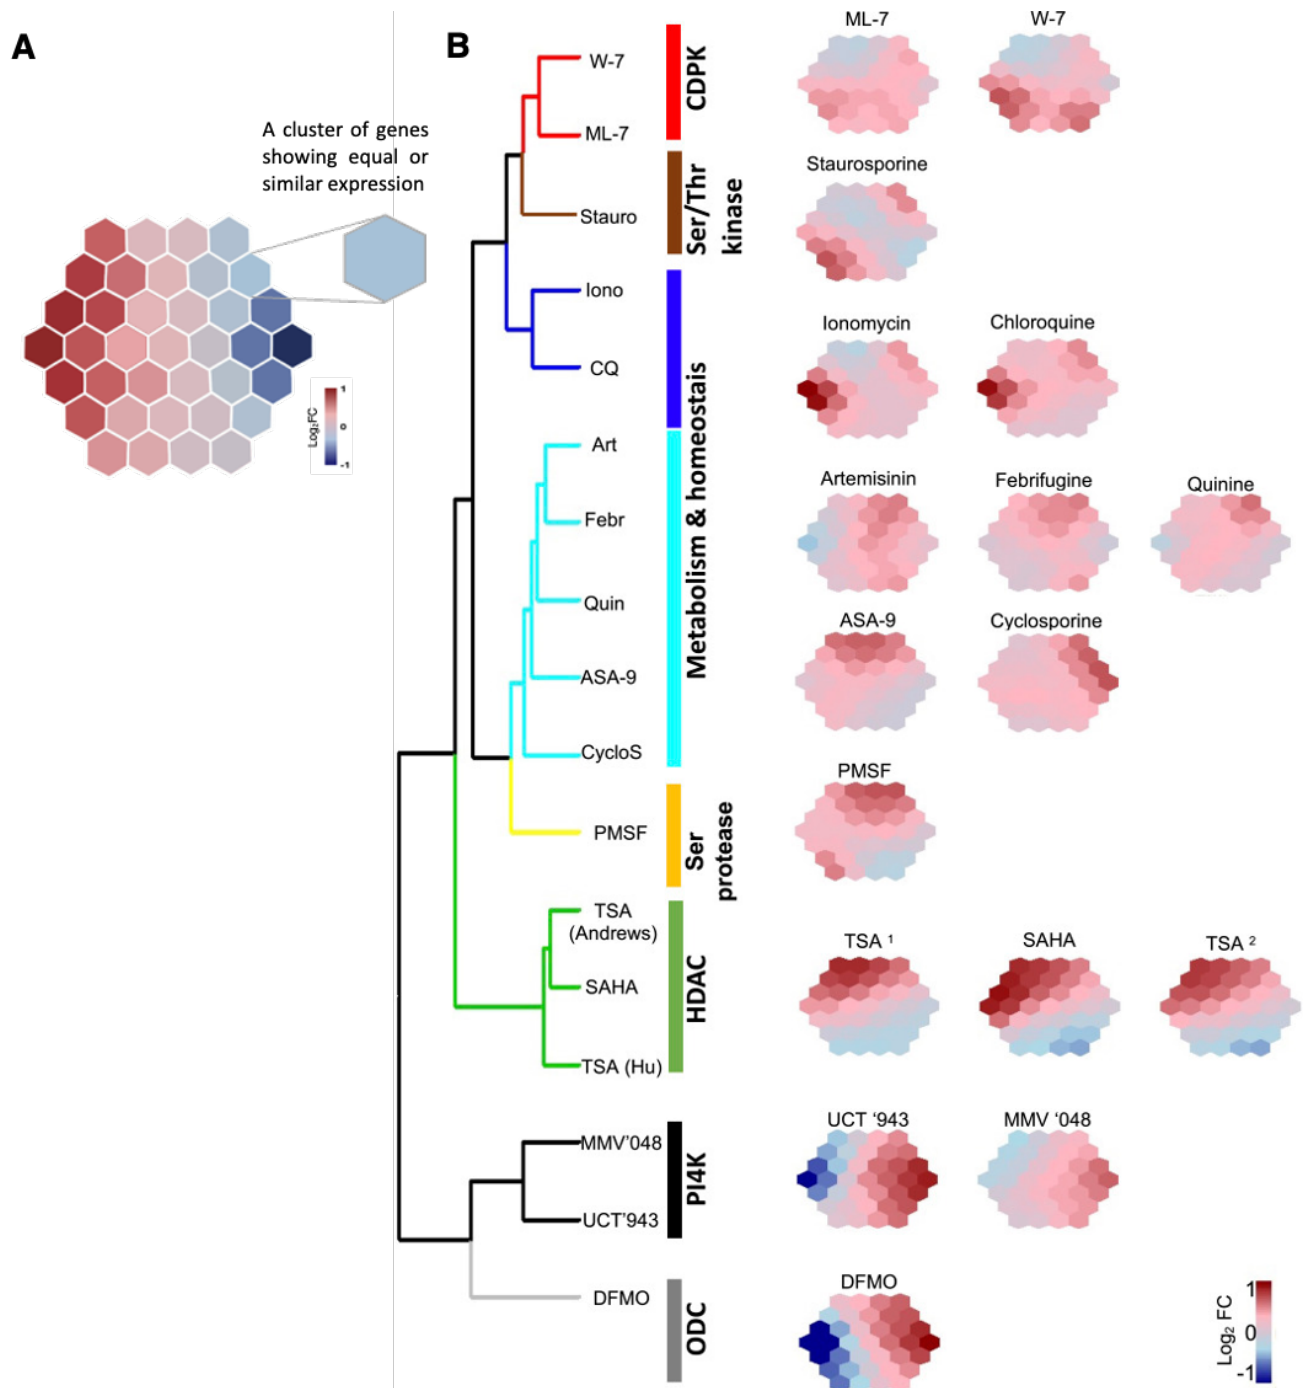 A
A cluster of genes
showing equal or
similar expression
1
0
-1
Log₂FC
B
W-7
ML-7
Stauro
Iono
CQ
Art
Febr
Quin
ASA-9
CycloS
PMSF
TSA
(Andrews)
SAHA
TSA (Hu)
MMV'048
UCT'943
DFMO
CDPK
Ser/Thr
kinase
Metabolism & homeostais
Ser
protease
HDAC
PI4K
ODC
ML-7 W-7
Staurosporine
Ionomycin Chloroquine
Artemisinin Febrifugine Quinine
ASA-9 Cyclosporine
PMSF
TSA ¹ SAHA TSA ²
UCT ‘943 MMV ‘048
DFMO
1
0
-1
Log₂ FC